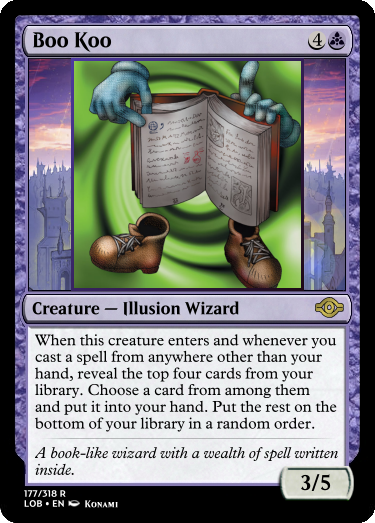 Boo Koo
4
Creature — Illusion Wizard
When this creature enters and whenever you
cast a spell from anywhere other than your
hand, reveal the top four cards from your
library. Choose a card from among them
and put it into your hand. Put the rest on the
bottom of your library in a random order.
A book-like wizard with a wealth of spell written
inside.
3/5
177/318 R
LOB • EN Konami